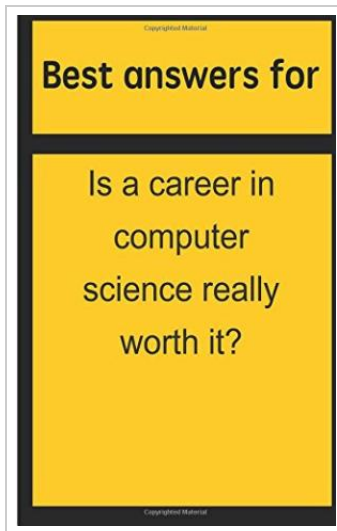 Copyrighted Material
Best answers for
Is a career in
computer
science really
worth it?
Copyrighted Material